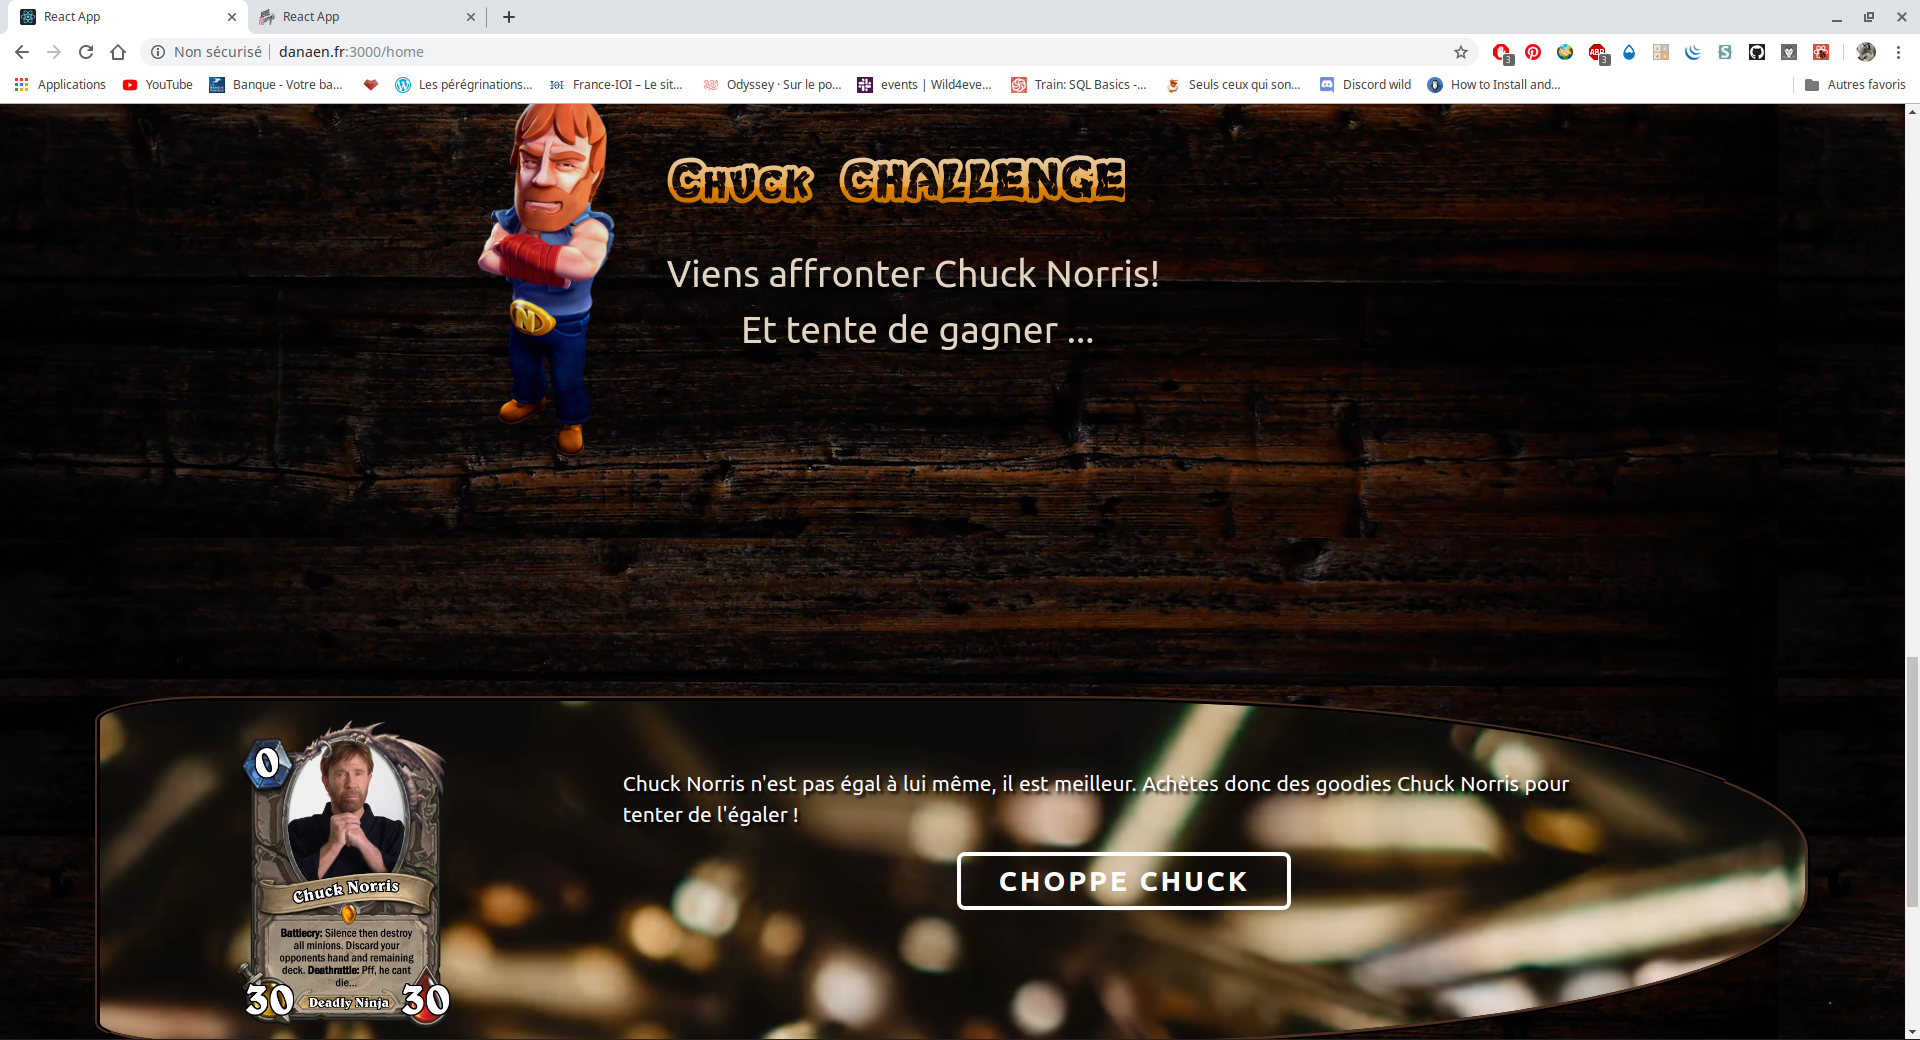 React App
React App
Non sécurisé
danaen.fr:3000/home
3
ABP
3
Applications
YouTube
Banque - Votre ba...
Les pérégrinations...
France-IOI – Le sit...
Odyssey · Sur le po...
events | Wild4eve...
Train: SQL Basics -...
Seuls ceux qui son...
Discord wild
How to Install and...
Autres favoris
Chuck CHALLENGE
Viens affronter Chuck Norris!
Et tente de gagner ...
N
0
Chuck Norris
Battlecry: Silence then destroy
all minions. Discard your
opponents hand and remaining
deck. Deathrattle: Pff, he cant
die...
30
Deadly Ninja
30
Chuck Norris n'est pas égal à lui même, il est meilleur. Achètes donc des goodies Chuck Norris pour
tenter de l'égaler !
CHOPPE CHUCK